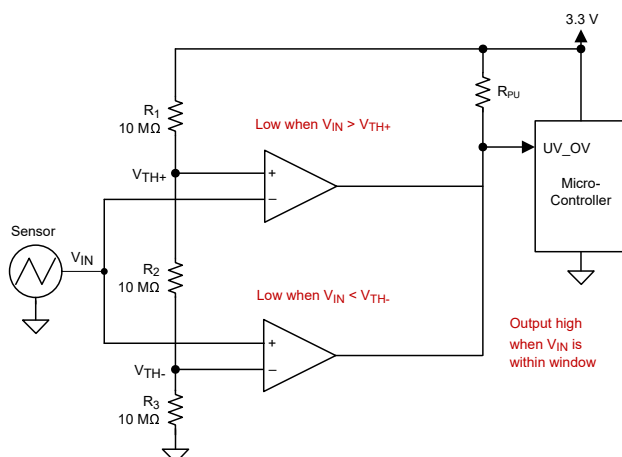 3.3 V
R1
10 MΩ
Low when VIN > VTH+
RPU
UV_OV
Micro-
Controller
VTH+
+
−
Sensor
VIN
R2
10 MΩ
Low when VIN < VTH-
+
−
VTH-
Output high
when VIN is
within window
R3
10 MΩ